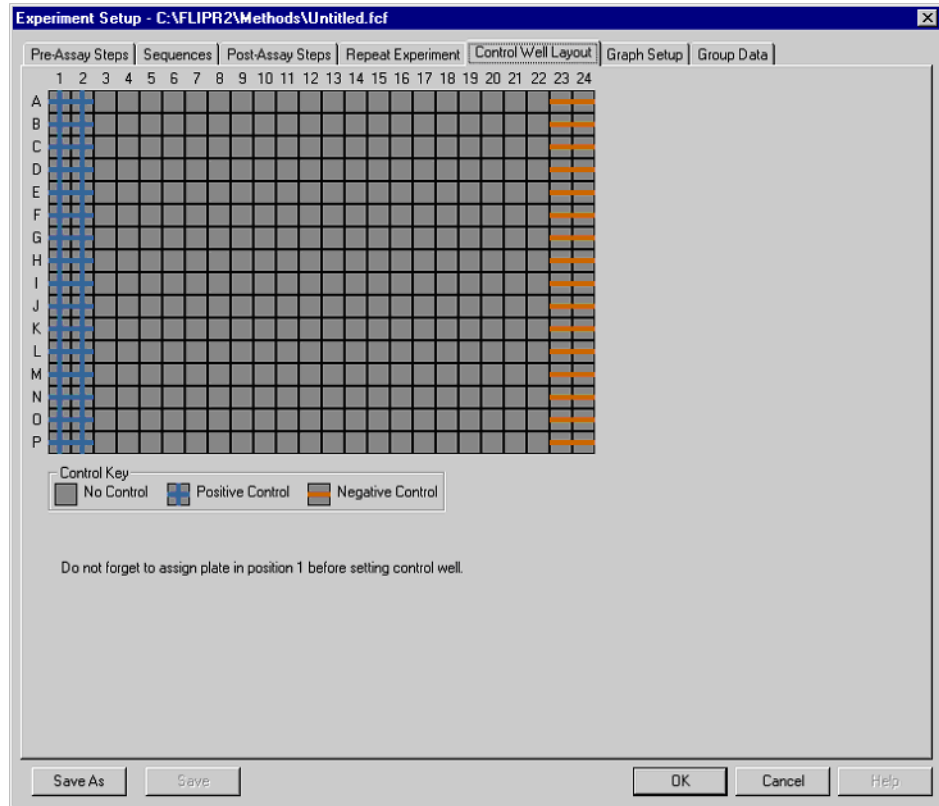 Experiment Setup - C:\FLIPR2\Methods\Untitled.fcf
Pre-Assay Steps Sequences Post-Assay Steps Repeat Experiment Control Well Layout Graph Setup Group Data
1 2 3 4 5 6 7 8 9 10 11 12 13 14 15 16 17 18 19 20 21 22 23 24
A
B
C
D
E
F
G
H
I
J
K
L
M
N
O
P
Control Key
No Control Positive Control Negative Control
Do not forget to assign plate in position 1 before setting control well.
Save As Save OK Cancel Help